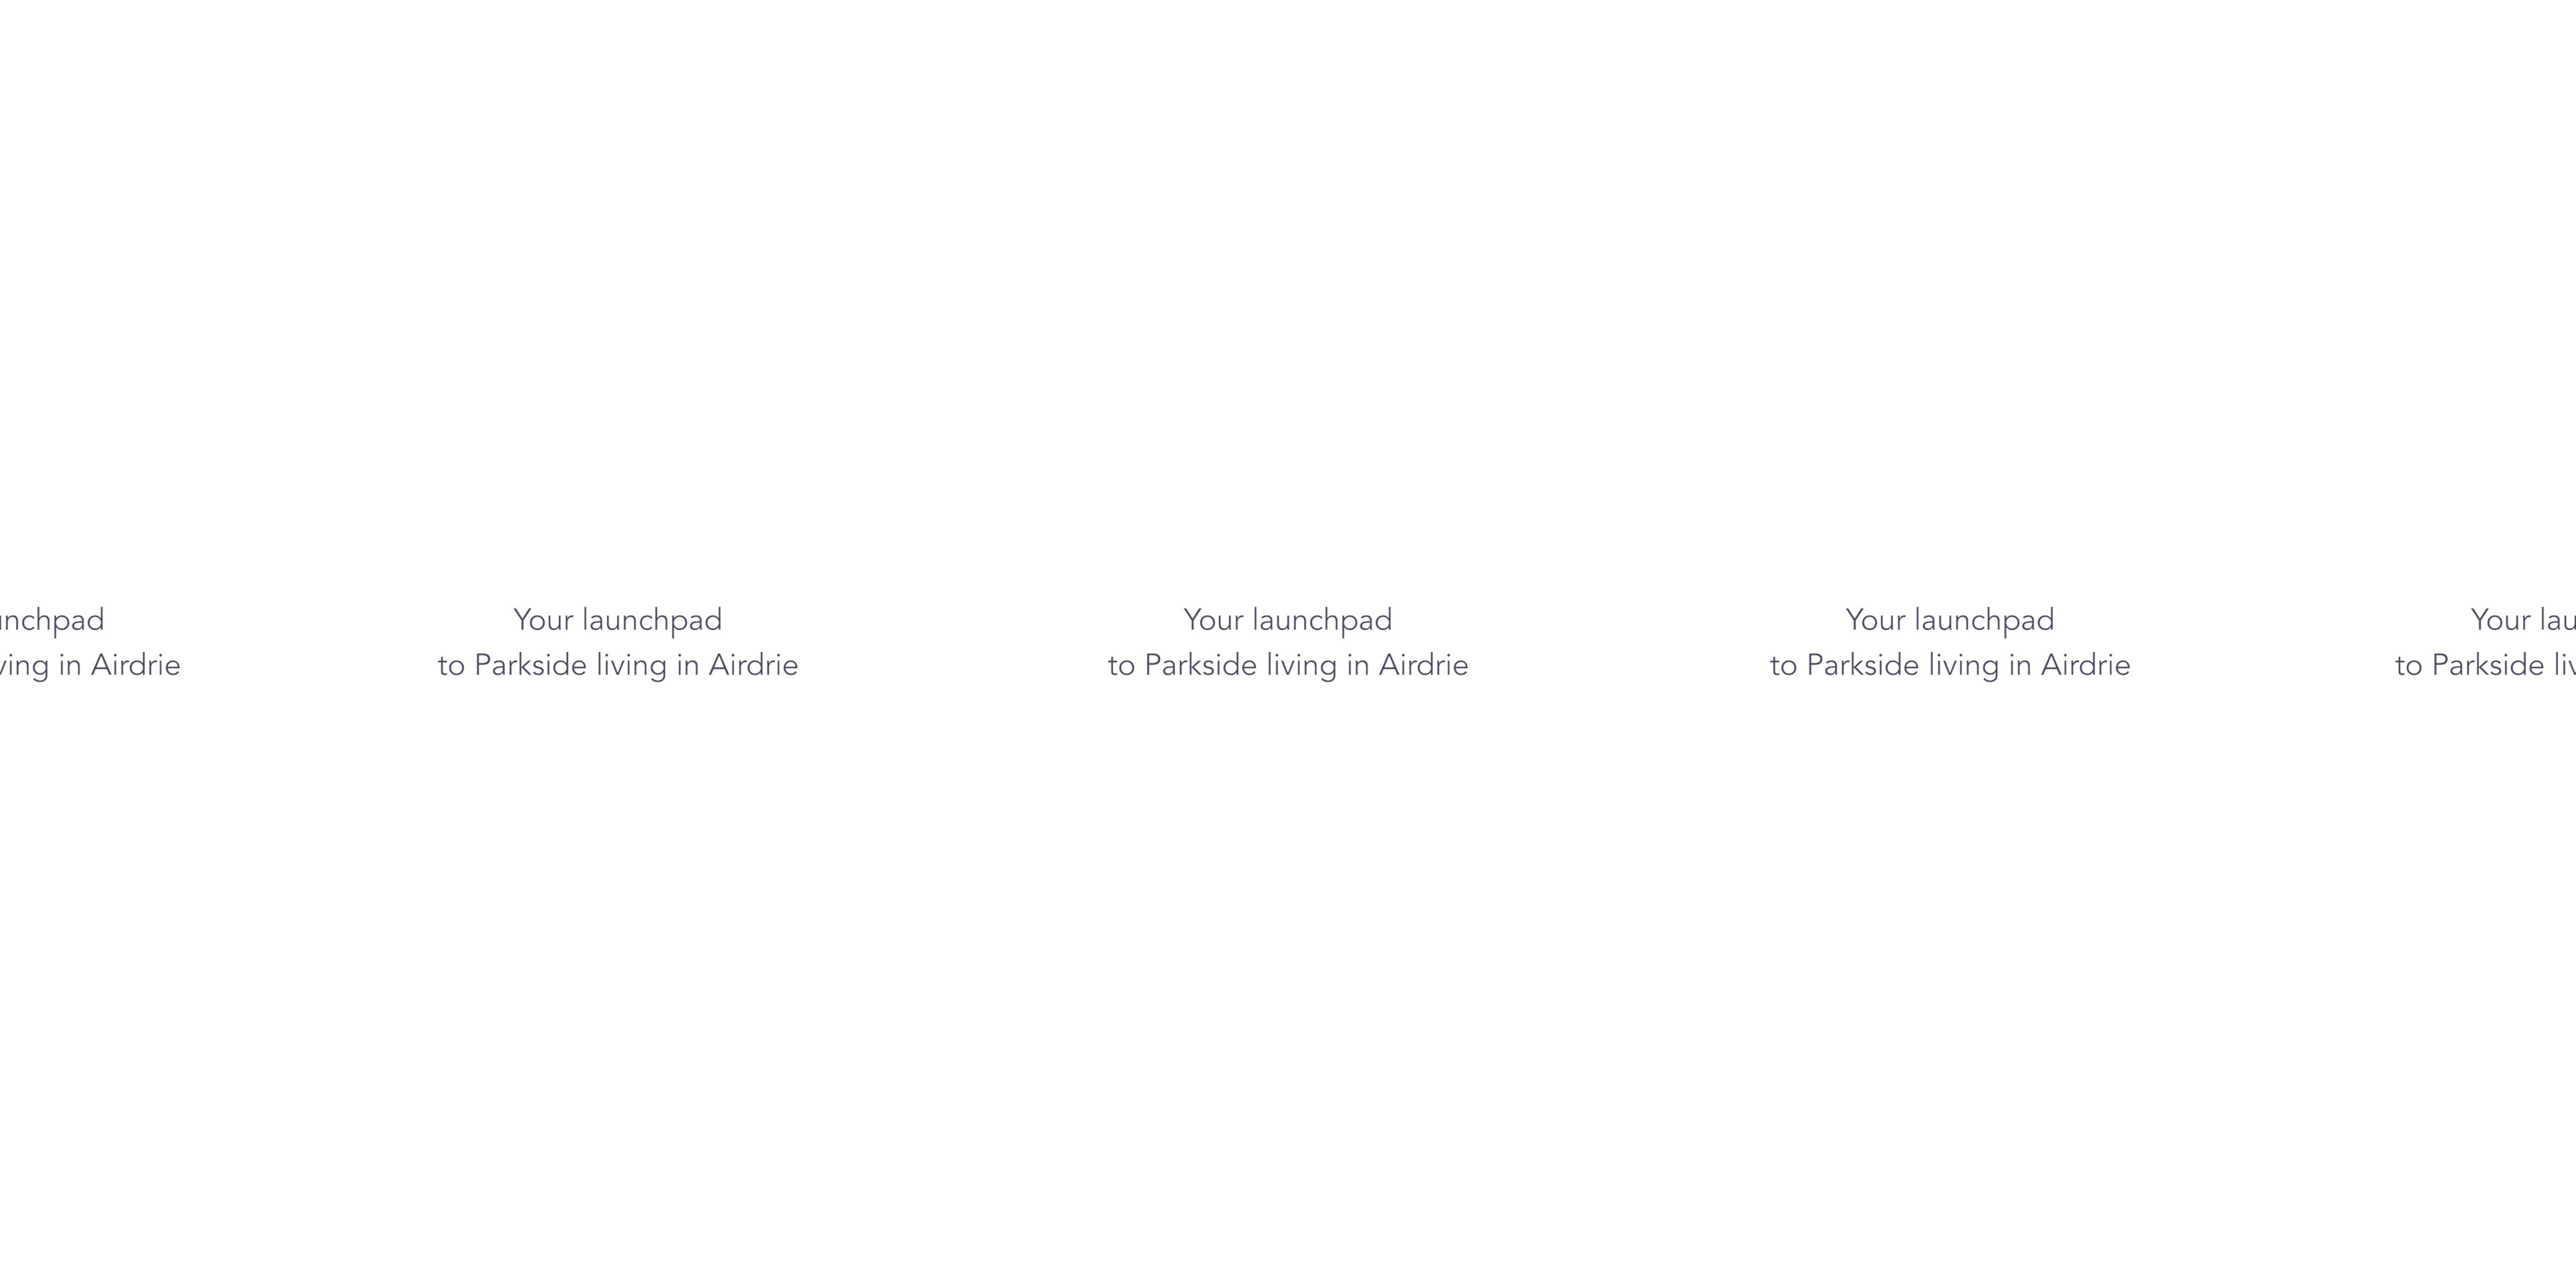 unchpad
ving in Airdrie
Your launchpad
to Parkside living in Airdrie
Your launchpad
to Parkside living in Airdrie
Your launchpad
to Parkside living in Airdrie
Your lau
to Parkside liv